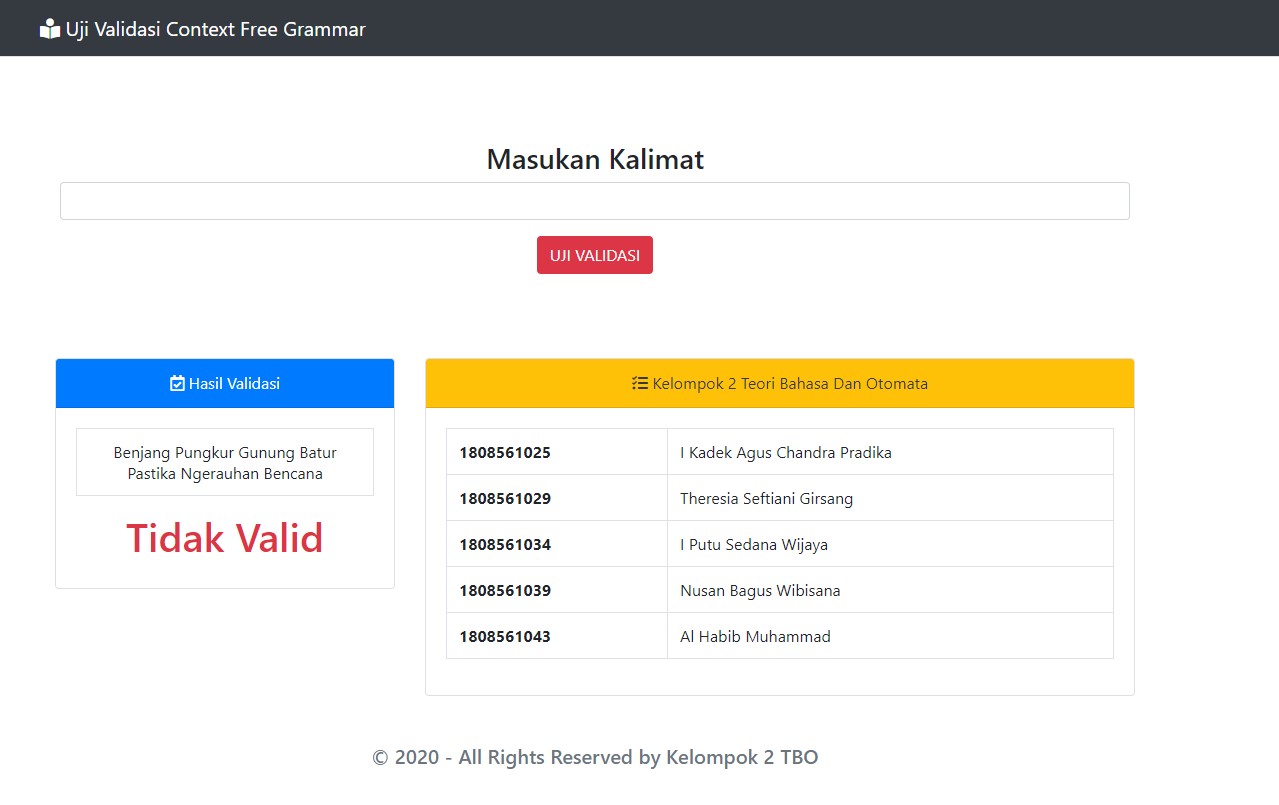 Uji Validasi Context Free Grammar
Masukan Kalimat
UJI VALIDASI
Hasil Validasi
Benjang Pungkur Gunung Batur
Pastika Ngerauhan Bencana
Tidak Valid
Kelompok 2 Teori Bahasa Dan Otomata
1808561025 I Kadek Agus Chandra Pradika
1808561029 Theresia Seftiani Girsang
1808561034 I Putu Sedana Wijaya
1808561039 Nusan Bagus Wibisana
1808561043 Al Habib Muhammad
© 2020 - All Rights Reserved by Kelompok 2 TBO